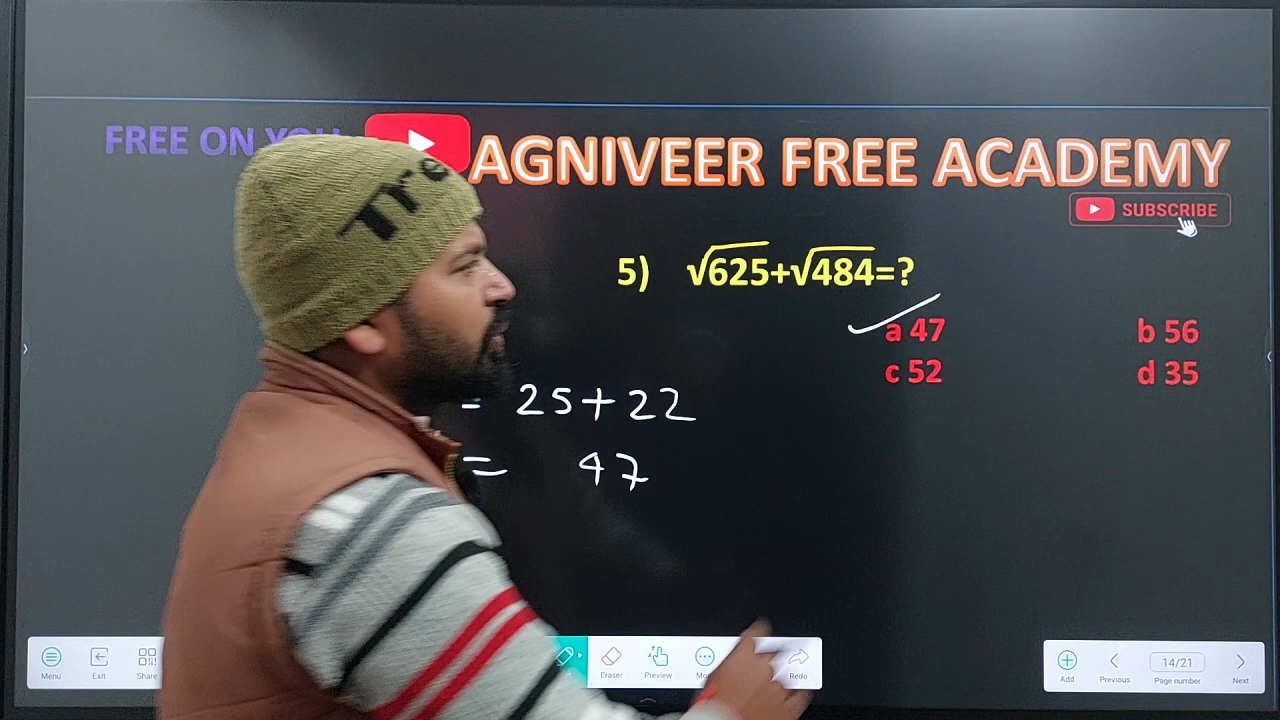 FREE ON YOU
AGNIVEER FREE ACADEMY
SUBSCRIBE
5) √625+√484=?
a 47 b 56
c 52 d 35
= 25+22
= 47
Tre
Menu Exit Share Eraser Preview Redo
Add Previous 14/21 Page number Next